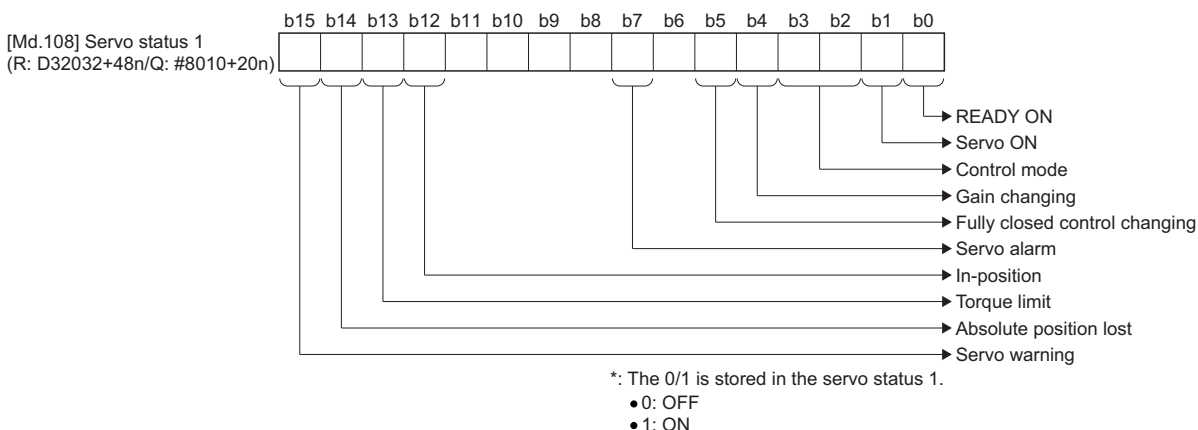 b15 b14 b13 b12 b11 b10 b9 b8 b7 b6 b5 b4 b3 b2 b1 b0
[Md.108] Servo status 1
(R: D32032+48n/Q: #8010+20n)
READY ON
Servo ON
Control mode
Gain changing
Fully closed control changing
Servo alarm
In-position
Torque limit
Absolute position lost
Servo warning
*: The 0/1 is stored in the servo status 1.
● 0: OFF
● 1: ON